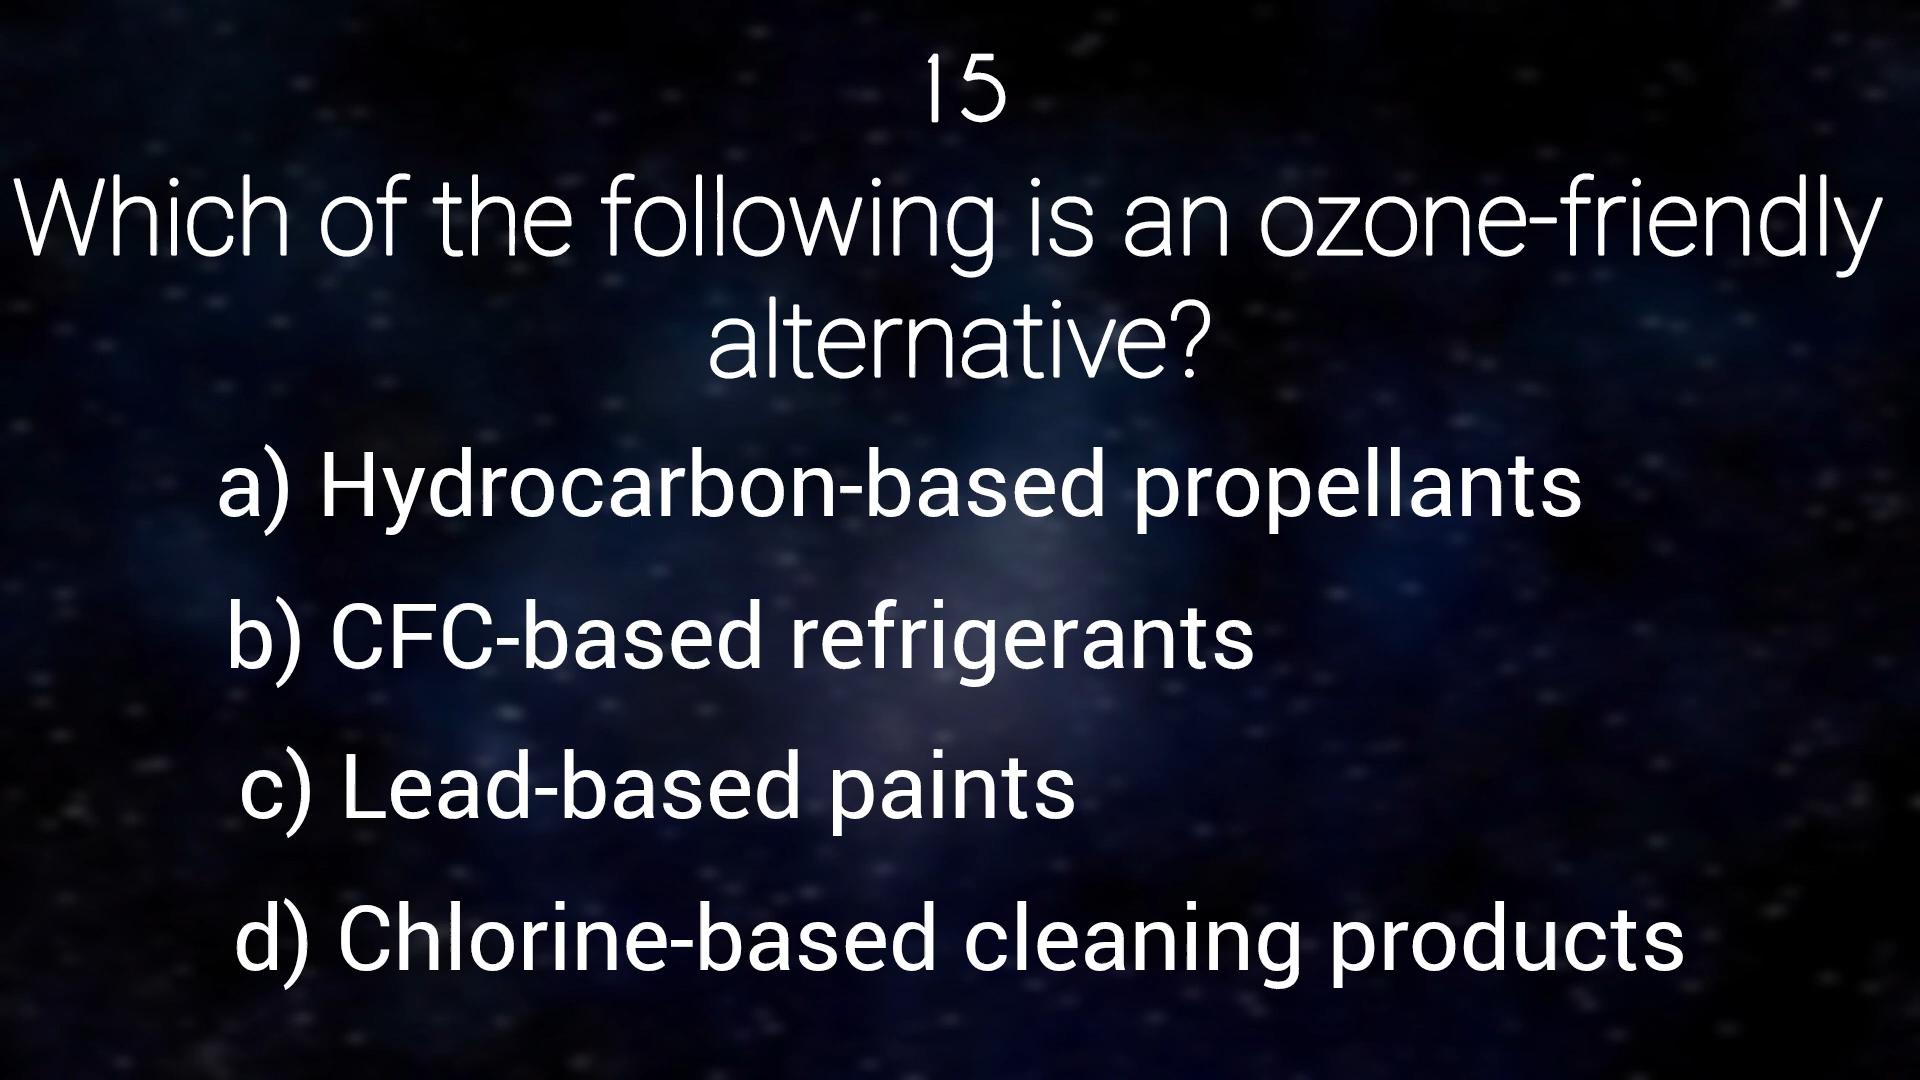 15
Which of the following is an ozone-friendly
alternative?
a) Hydrocarbon-based propellants
b) CFC-based refrigerants
c) Lead-based paints
d) Chlorine-based cleaning products